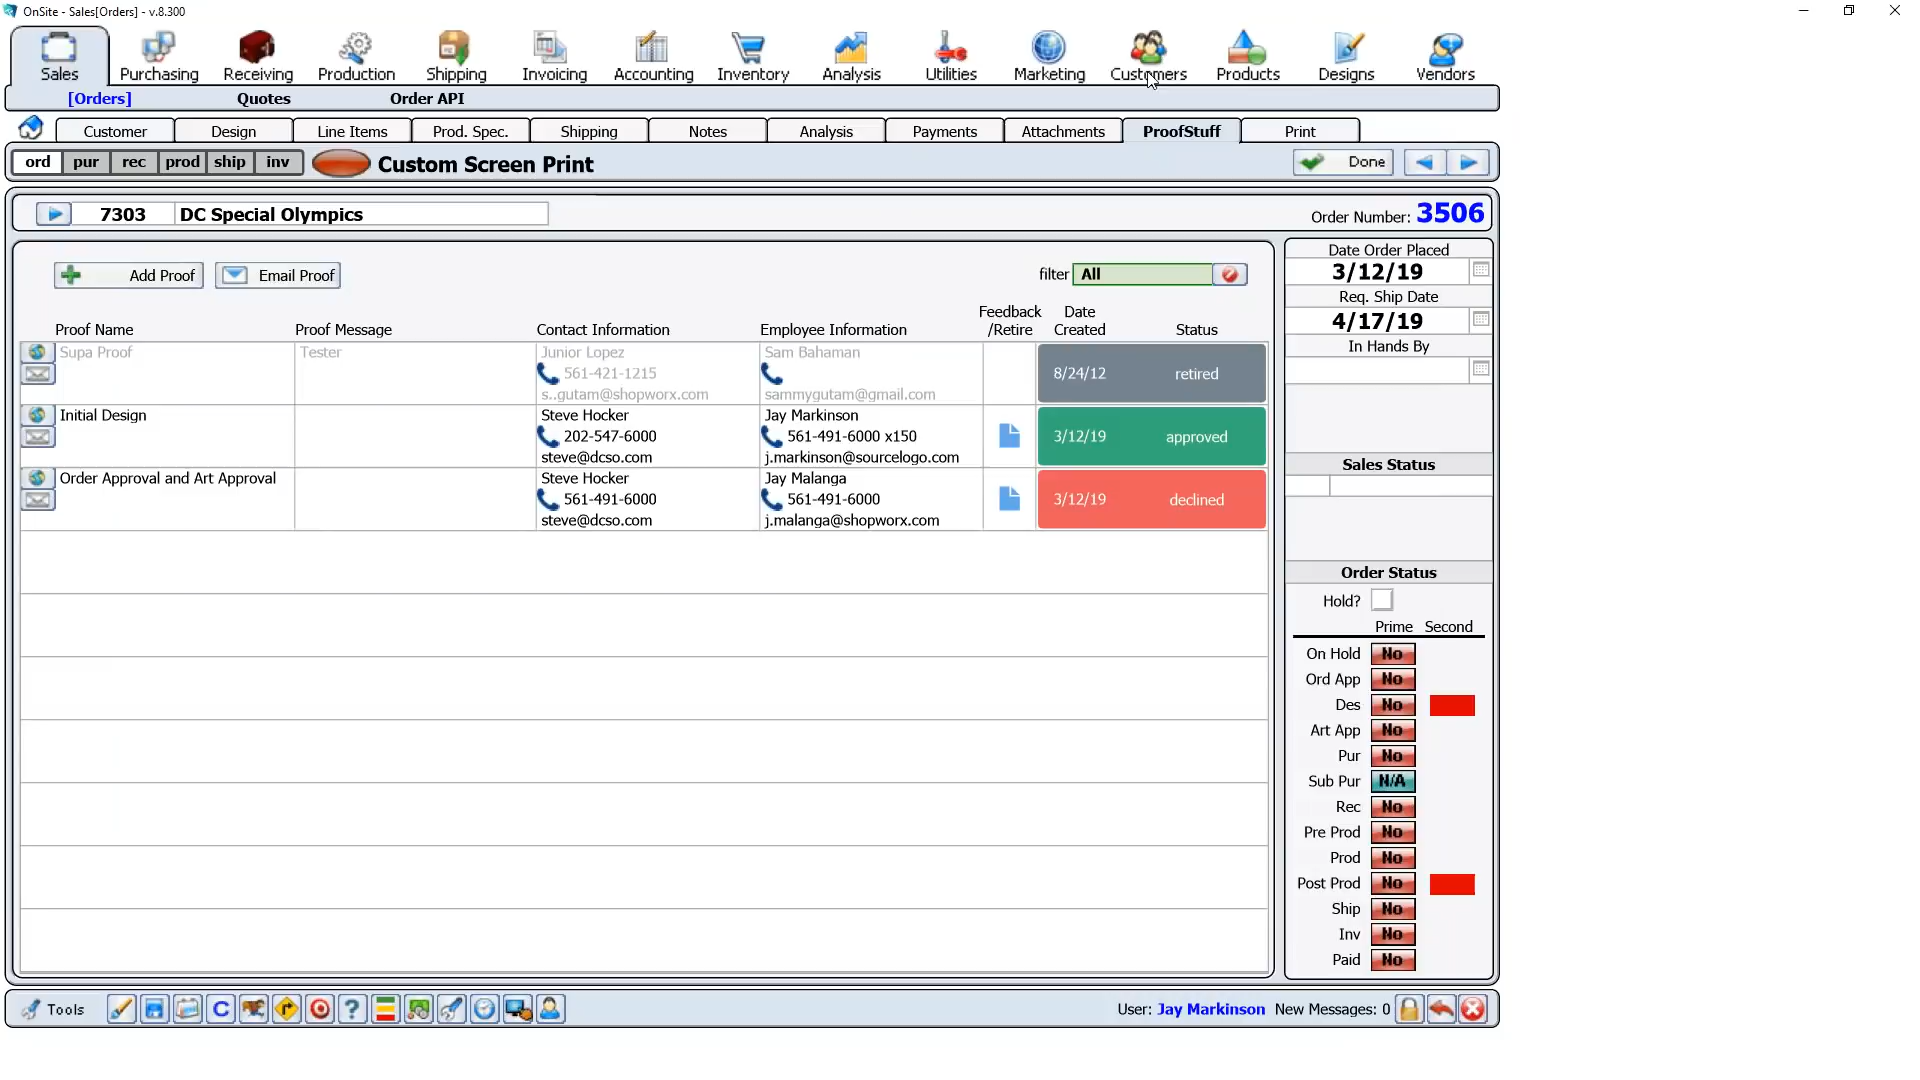 OnSite - Sales[Orders] - v.8.300
Sales Purchasing Receiving Production Shipping Invoicing Accounting Inventory Analysis Utilities Marketing Customers Products Designs Vendors
[Orders] Quotes Order API
Customer Design Line Items Prod. Spec. Shipping Notes Analysis Payments Attachments ProofStuff Print
ord pur rec prod ship inv Custom Screen Print Done
7303 DC Special Olympics Order Number: 3506
Add Proof Email Proof filter All
Feedback Date
Proof Name Proof Message Contact Information Employee Information /Retire Created Status
Supa Proof Tester Junior Lopez Sam Bahaman
561-421-1215 8/24/12 retired
s..gutam@shopworx.com sammygutam@gmail.com
Initial Design Steve Hocker Jay Markinson
202-547-6000 561-491-6000 x150 3/12/19 approved
steve@dcso.com j.markinson@sourcelogo.com
Order Approval and Art Approval Steve Hocker Jay Malanga
561-491-6000 561-491-6000 3/12/19 declined
steve@dcso.com j.malanga@shopworx.com
Date Order Placed
3/12/19
Req. Ship Date
4/17/19
In Hands By
Sales Status
Order Status
Hold?
Prime Second
On Hold No
Ord App No
Des No
Art App No
Pur No
Sub Pur N/A
Rec No
Pre Prod No
Prod No
Post Prod No
Ship No
Inv No
Paid No
Tools C ? User: Jay Markinson New Messages: 0